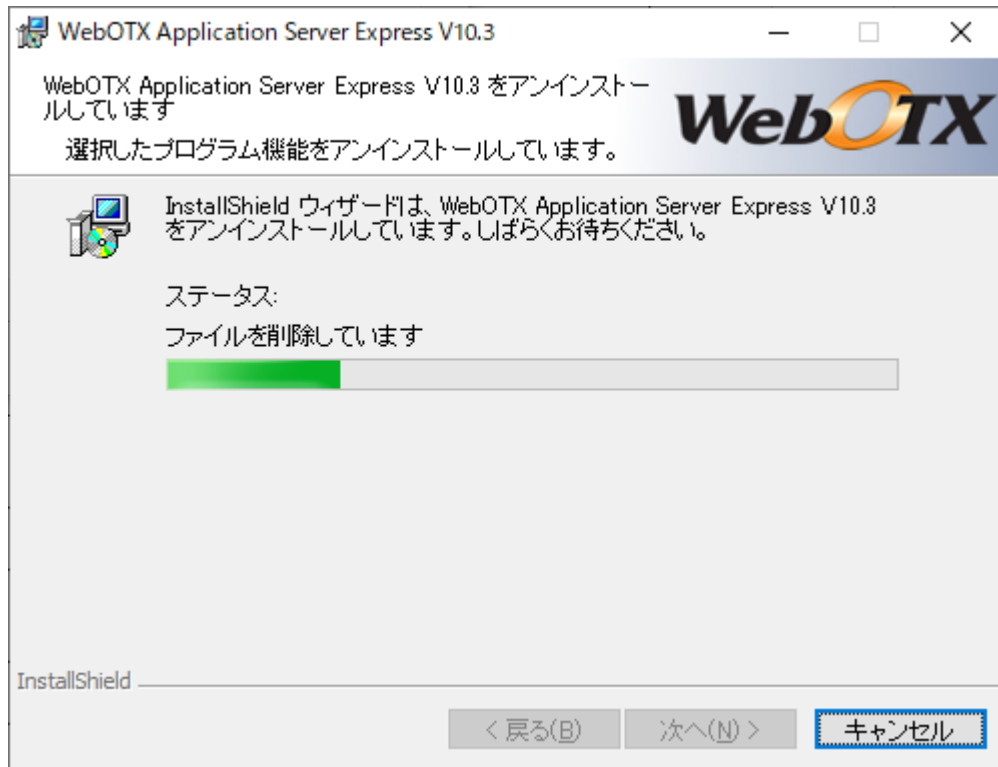 WebOTX Application Server Express V10.3
WebOTX Application Server Express V10.3 をアンインストー
ルしています
選択したプログラム機能をアンインストールしています。
WebOTX
InstallShield ウィザードは、WebOTX Application Server Express V10.3
をアンインストールしています。しばらくお待ちください。
ステータス:
ファイルを削除しています
InstallShield
< 戻る(B)
次へ(N) >
キャンセル